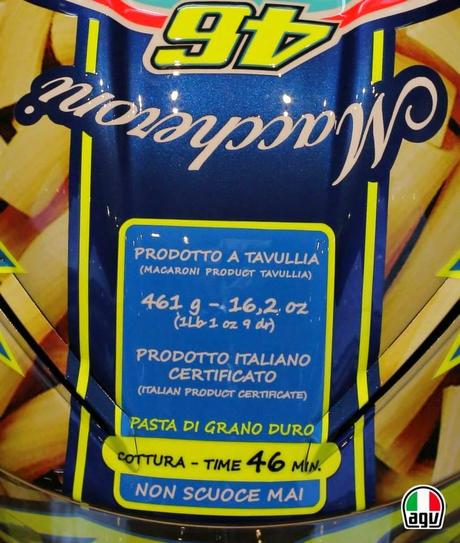 46
Maccheroni
PRODOTTO A TAVULLIA
(MACARONI PRODUCT TAVULLIA)
461 g - 16,2 oz
(1Lb 1 oz 9 dr)
PRODOTTO ITALIANO
CERTIFICATO
(ITALIAN PRODUCT CERTIFICATE)
PASTA DI GRANO DURO
COTTURA - TIME 46 MIN.
NON SCUOCE MAI
agv